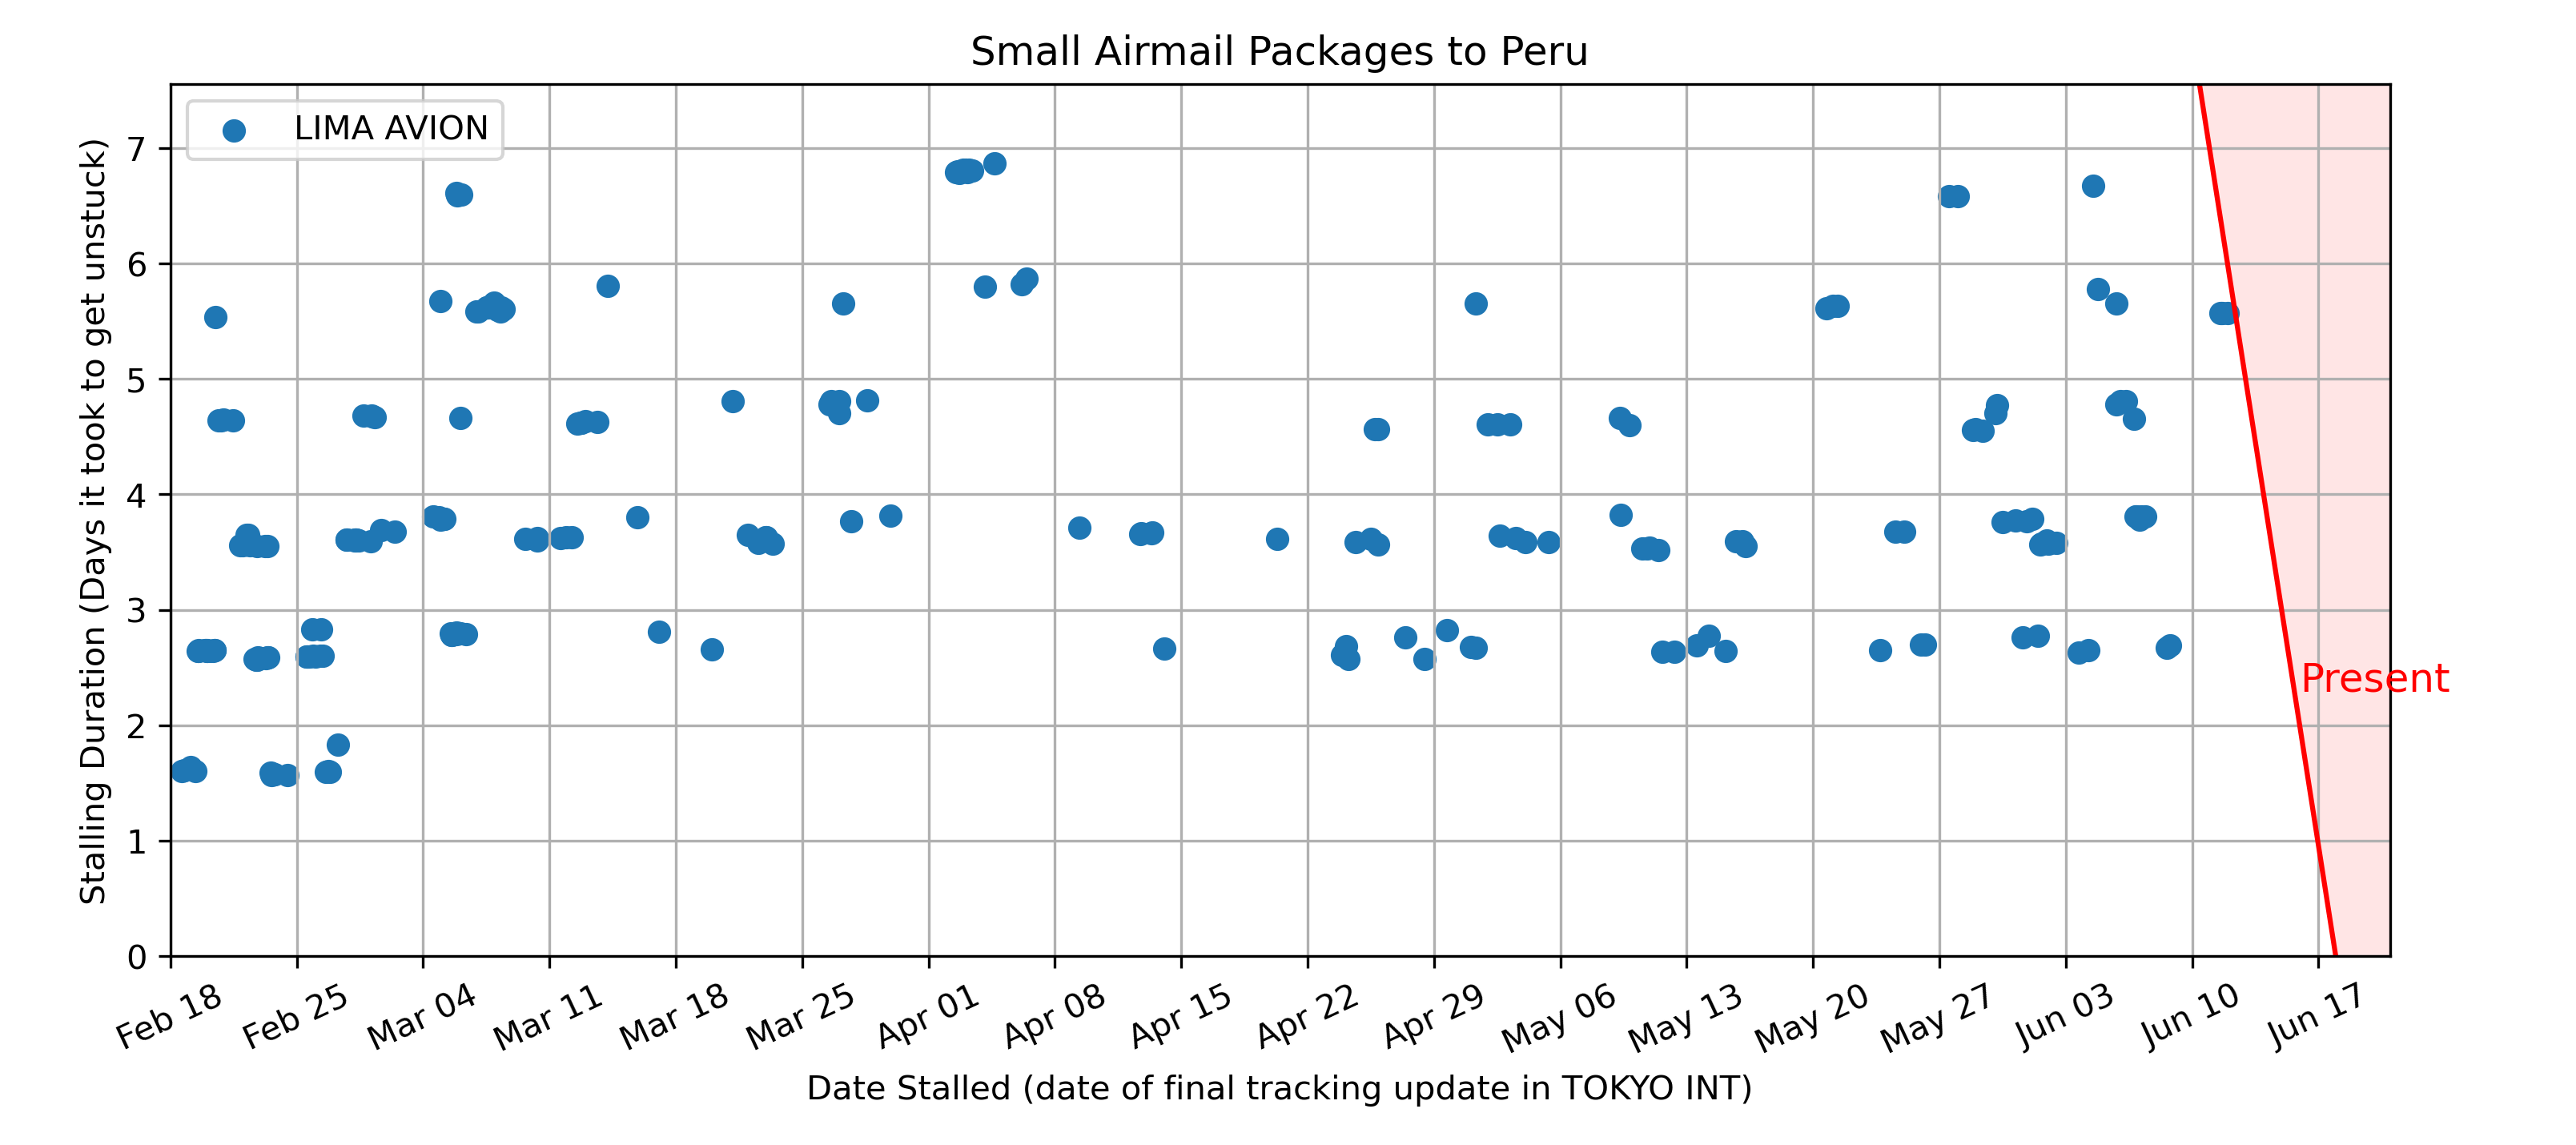 Small Airmail Packages to Peru
LIMA AVION
Stalling Duration (Days it took to get unstuck)
7
6
5
4
3
2
1
0
Present
Feb 18
Feb 25
Mar 04
Mar 11
Mar 18
Mar 25
Apr 01
Apr 08
Apr 15
Apr 22
Apr 29
May 06
May 13
May 20
May 27
Jun 03
Jun 10
Jun 17
Date Stalled (date of final tracking update in TOKYO INT)